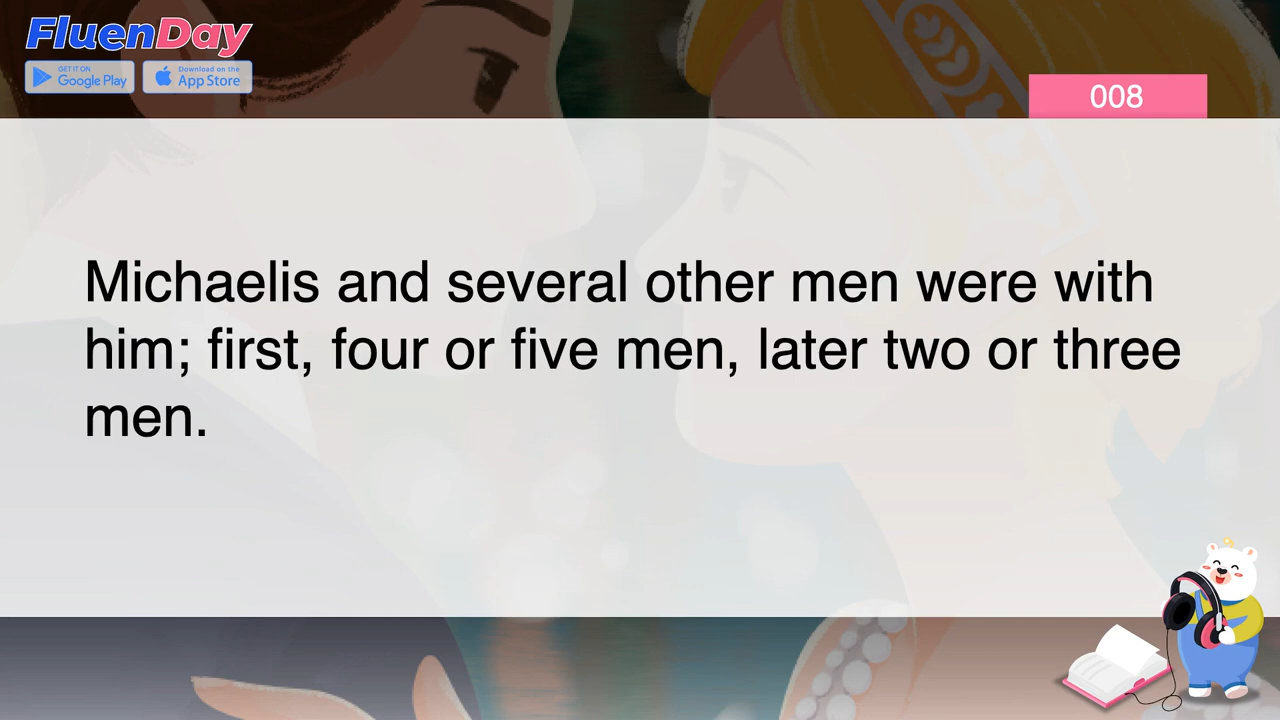 FluenDay
GET IT ON
Google Play
Download on the
App Store
008
Michaelis and several other men were with
him; first, four or five men, later two or three
men.